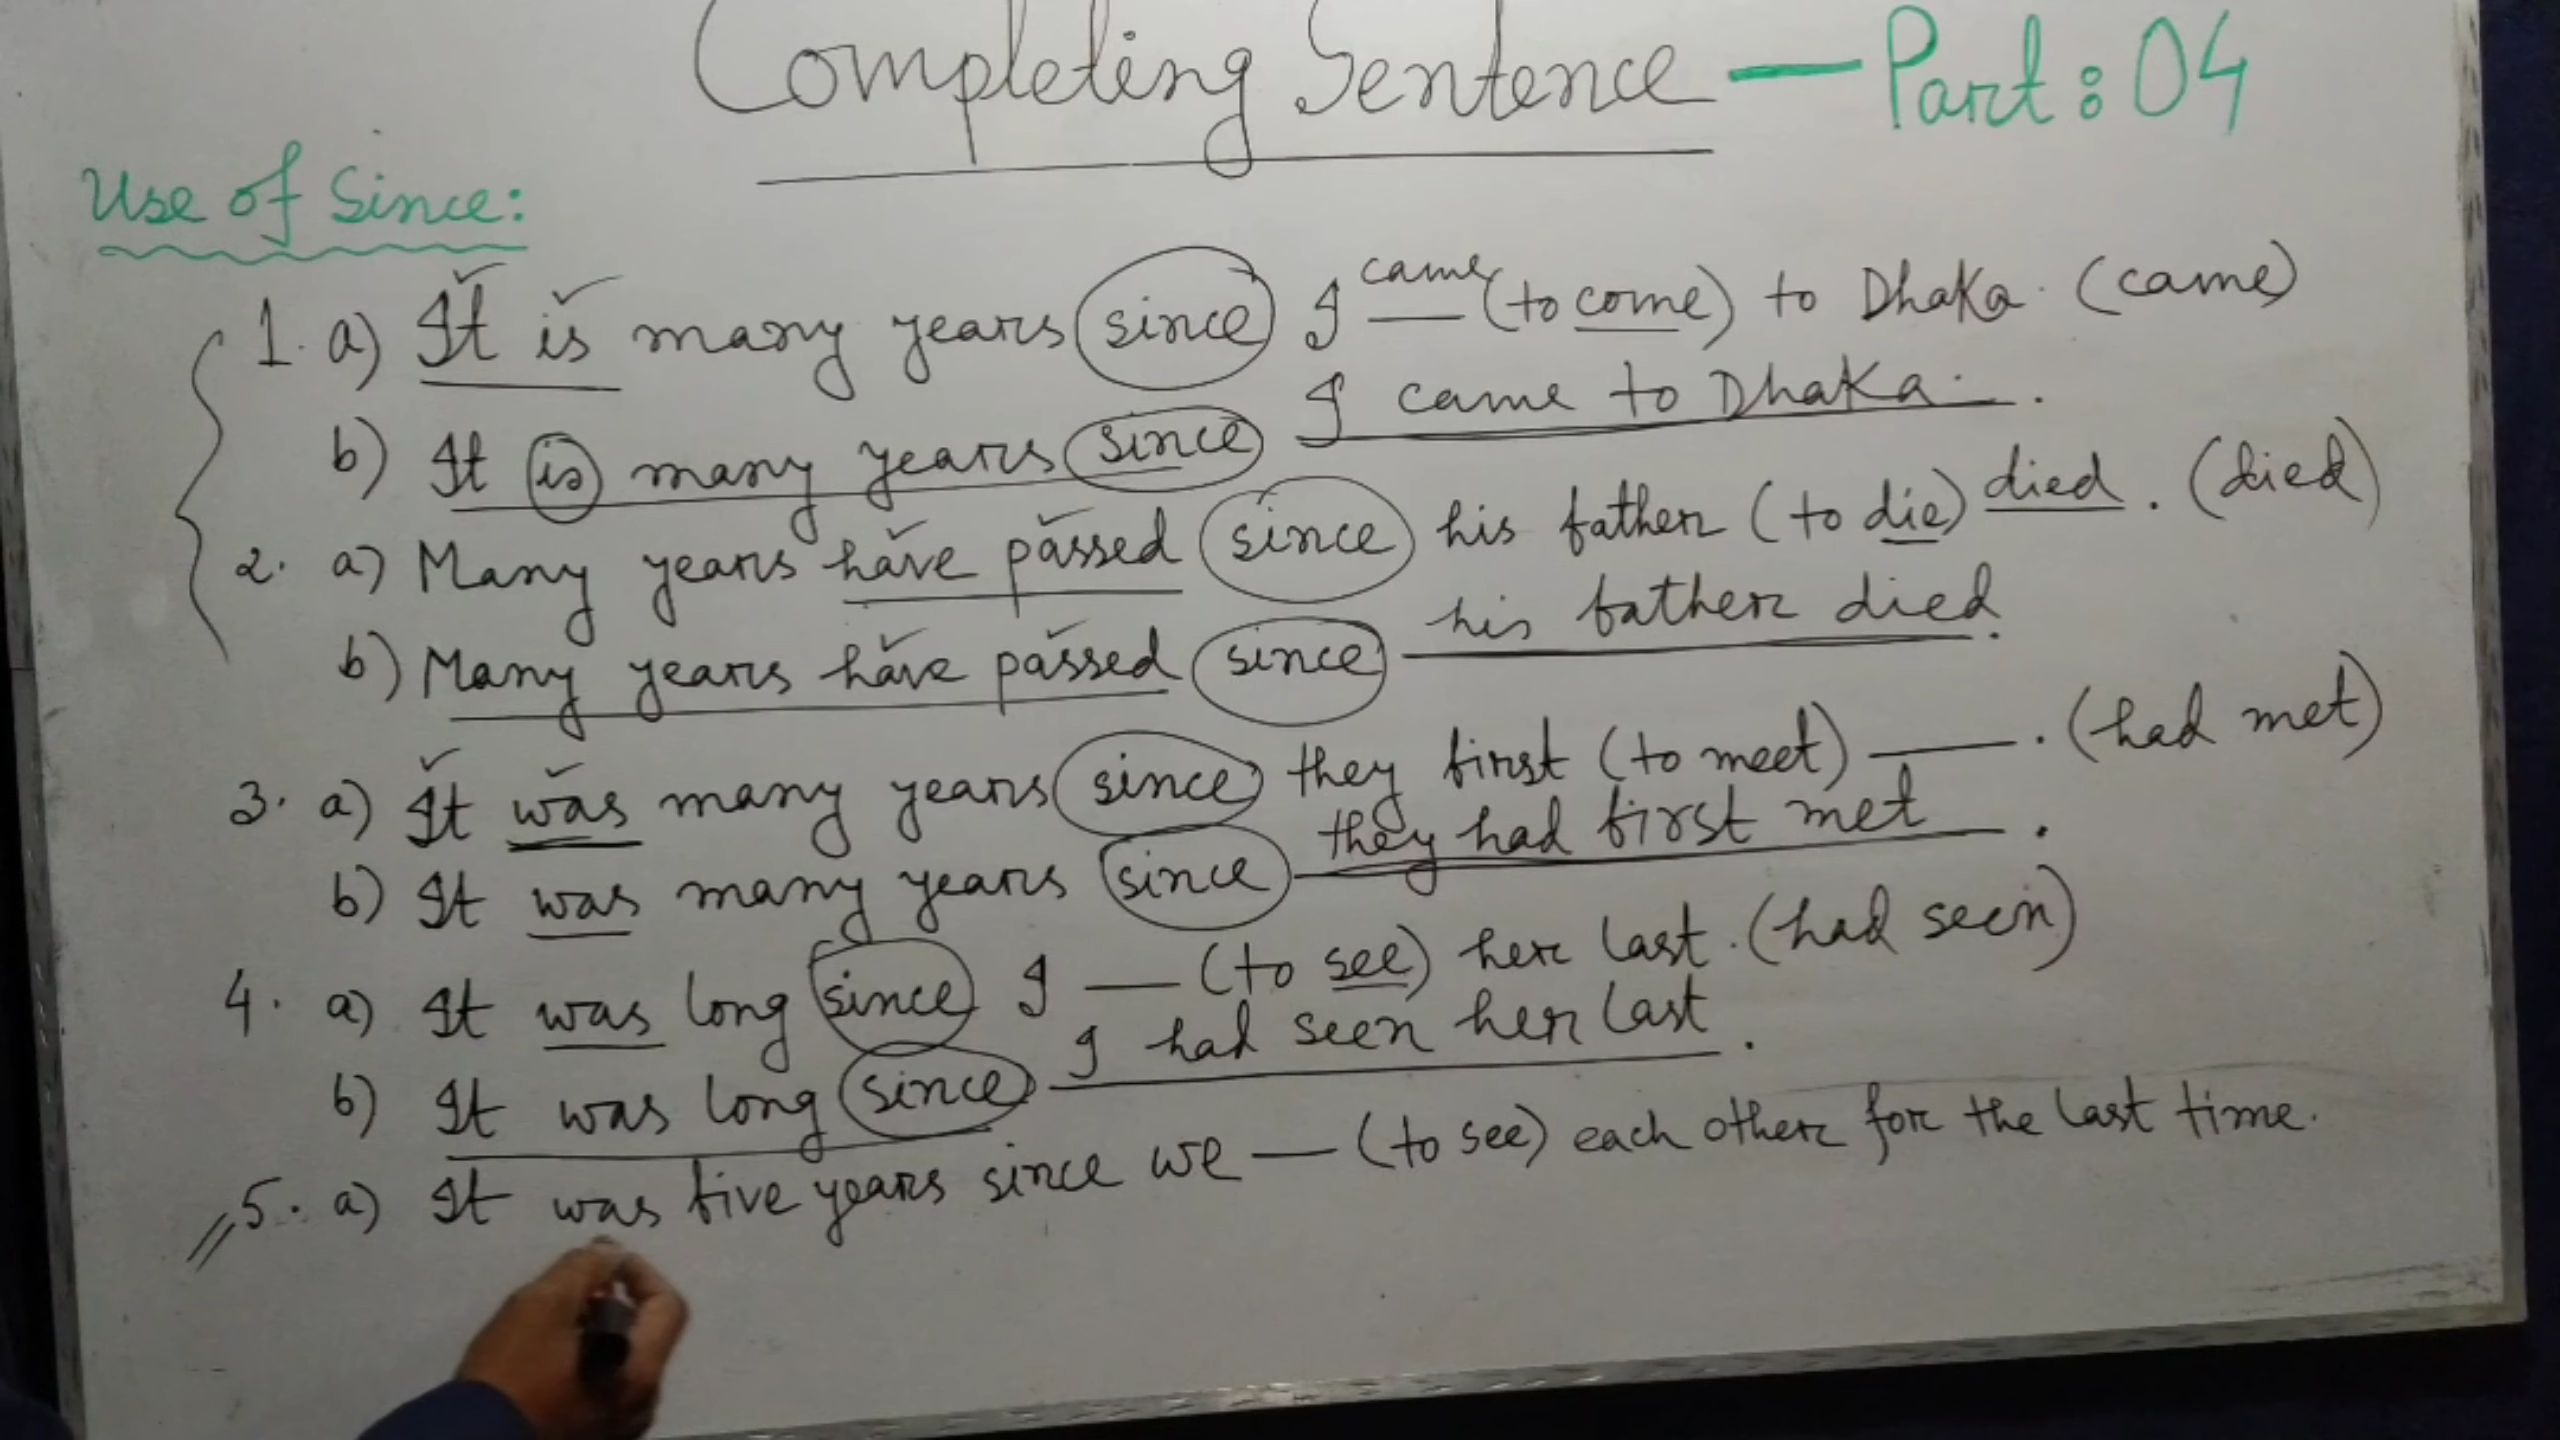 Completing Sentence — Part: 04
Use of Since:
1. a) It is many years since I came (to come) to Dhaka. (came)
b) It is many years since I came to Dhaka.
2. a) Many years have passed since his father (to die) died. (died)
b) Many years have passed since his father died.
3. a) It was many years since they first (to meet) ___. (had met)
b) It was many years since they had first met.
4. a) It was long since I ___ (to see) her last. (had seen)
b) It was long since I had seen her last.
5. a) It was five years since we ___ (to see) each other for the last time.